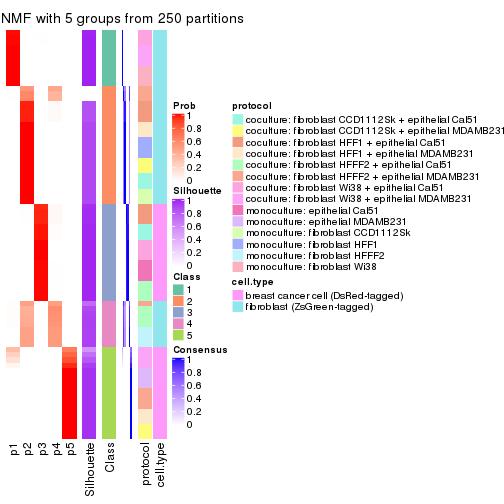 NMF with 5 groups from 250 partitions
Prob
1
0.8
0.6
0.4
0.2
0
Silhouette
1
0.8
0.6
0.4
0.2
0
Class
1
2
3
4
5
Consensus
1
0.8
0.6
0.4
0.2
0
protocol
coculture: fibroblast CCD1112Sk + epithelial Cal51
coculture: fibroblast CCD1112Sk + epithelial MDAMB231
coculture: fibroblast HFF1 + epithelial Cal51
coculture: fibroblast HFF1 + epithelial MDAMB231
coculture: fibroblast HFFF2 + epithelial Cal51
coculture: fibroblast HFFF2 + epithelial MDAMB231
coculture: fibroblast Wi38 + epithelial Cal51
coculture: fibroblast Wi38 + epithelial MDAMB231
monoculture: epithelial Cal51
monoculture: epithelial MDAMB231
monoculture: fibroblast CCD1112Sk
monoculture: fibroblast HFF1
monoculture: fibroblast HFFF2
monoculture: fibroblast Wi38
cell.type
breast cancer cell (DsRed-tagged)
fibroblast (ZsGreen-tagged)
p1
p2
p3
p4
p5
Silhouette
Class
protocol
cell.type